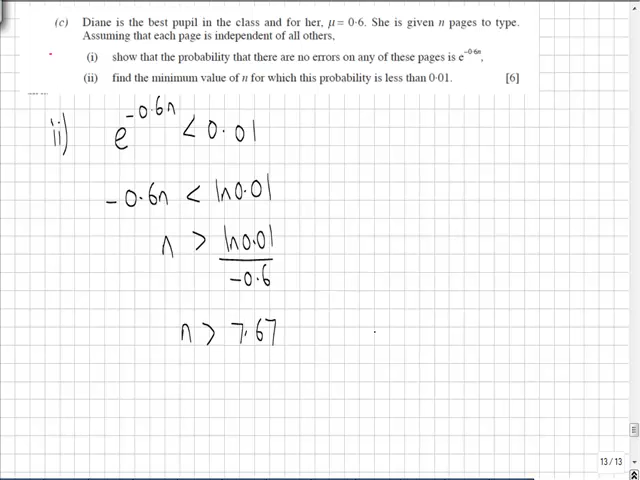 (c) Diane is the best pupil in the class and for her, μ = 0·6. She is given n pages to type.
Assuming that each page is independent of all others,
(i) show that the probability that there are no errors on any of these pages is e⁻⁰·⁶ⁿ,
(ii) find the minimum value of n for which this probability is less than 0·01. [6]
ii) e^-0.6n < 0.01
-0.6n < ln0.01
n > ln0.01
-0.6
n > 7.67
13 / 13